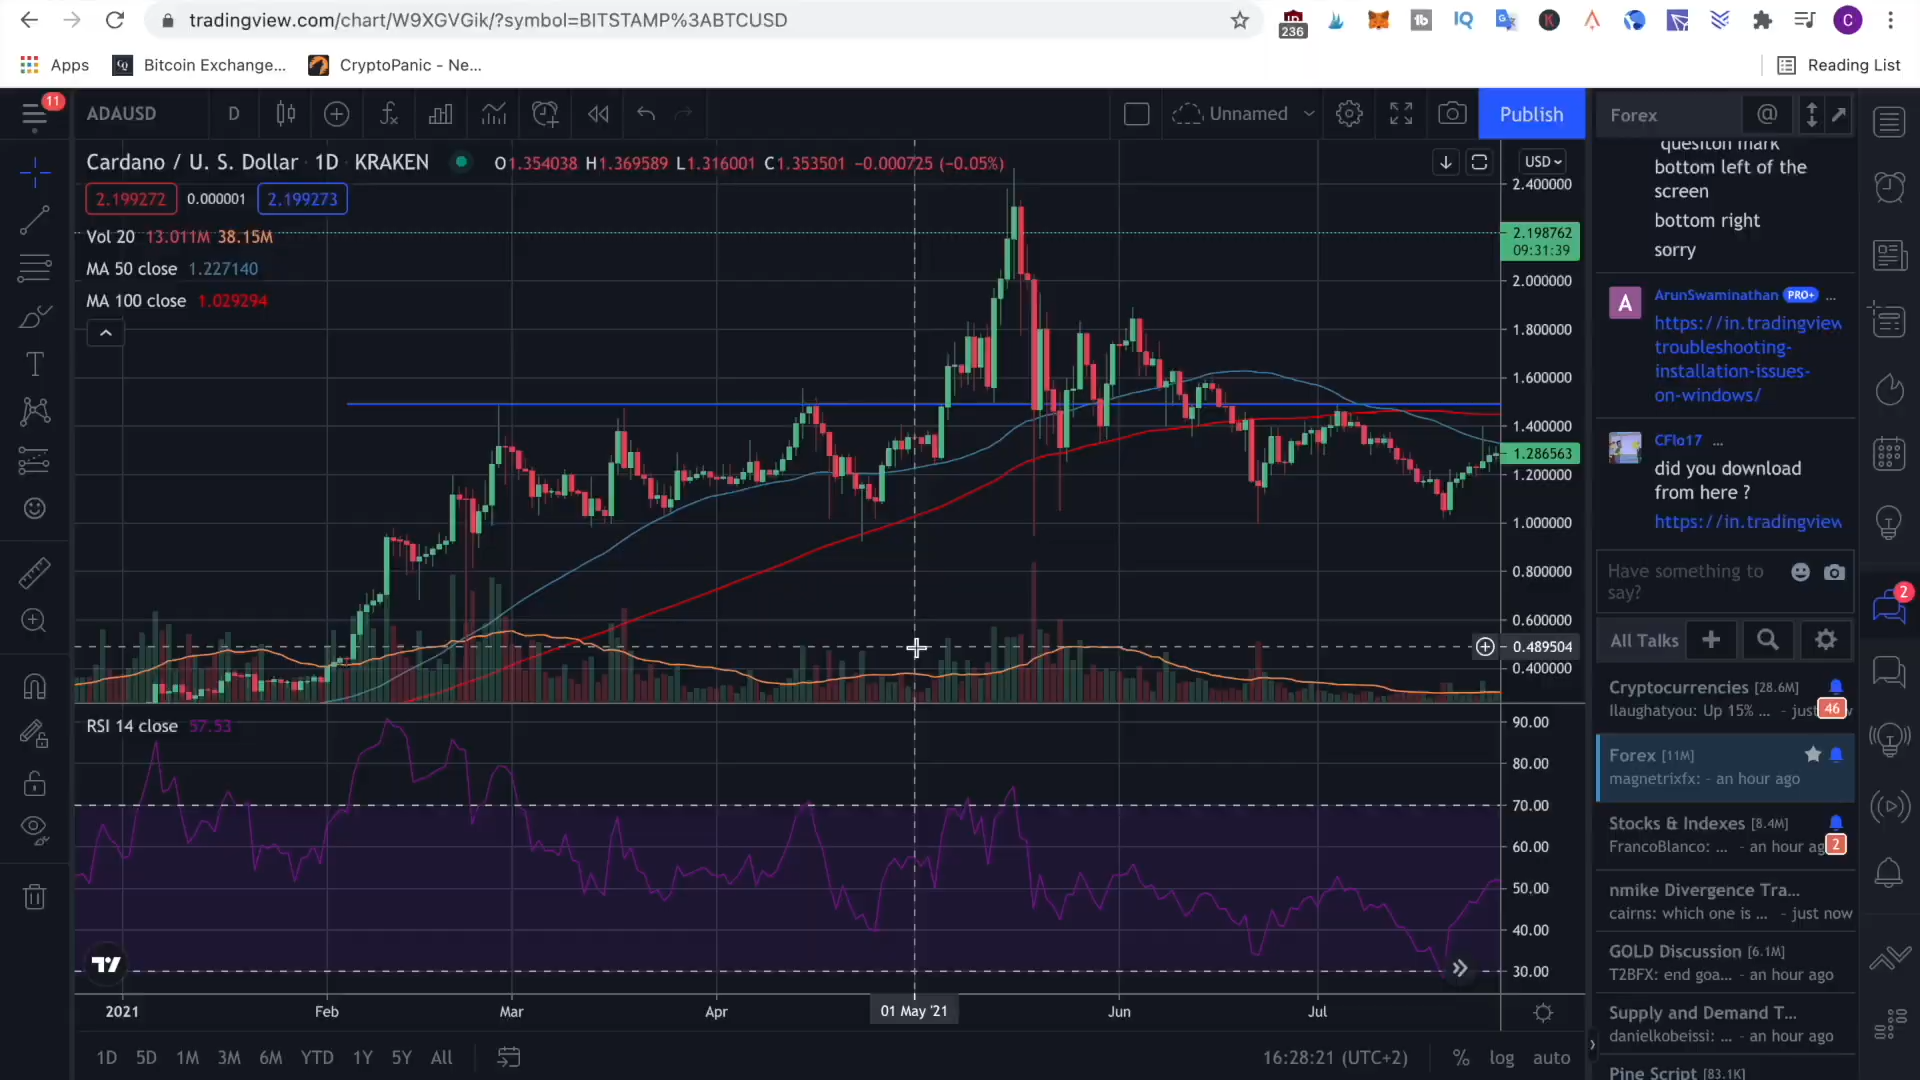 tradingview.com/chart/W9XGVGik/?symbol=BITSTAMP%3ABTCUSD
236
C
Apps
Bitcoin Exchange...
CryptoPanic - Ne...
Reading List
11
ADAUSD
D
Unnamed
Publish
Forex
Cardano / U. S. Dollar 1D KRAKEN
O1.354038 H1.369589 L1.316001 C1.353501 −0.000725 (−0.05%)
USD
2.199272 0.000001 2.199273
Vol 20 13.011M 38.15M
MA 50 close 1.227140
MA 100 close 1.029294
2.400000
2.198762
09:31:39
2.000000
1.800000
1.600000
1.400000
1.286563
1.200000
1.000000
0.800000
0.600000
0.489504
0.400000
RSI 14 close 57.53
90.00
80.00
70.00
60.00
50.00
40.00
30.00
2021
Feb
Mar
Apr
01 May '21
Jun
Jul
1D 5D 1M 3M 6M YTD 1Y 5Y All
16:28:21 (UTC+2)
% log auto
quesiton mark
bottom left of the
screen
bottom right
sorry
A
ArunSwaminathan PRO+ ...
https://in.tradingview
troubleshooting-
installation-issues-
on-windows/
CFlo17 ...
did you download
from here ?
https://in.tradingview
Have something to
say?
2
All Talks
Cryptocurrencies [28.6M]
Ilaughatyou: Up 15% ... - just
46
Forex [11M]
magnetrixfx: - an hour ago
Stocks & Indexes [8.4M]
FrancoBlanco: ... - an hour ag
2
nmike Divergence Tra...
cairns: which one is ... - just now
GOLD Discussion [6.1M]
T2BFX: end goa... - an hour ago
Supply and Demand T...
danielkobeissi: ... - an hour ago
Pine Script [83.1K]